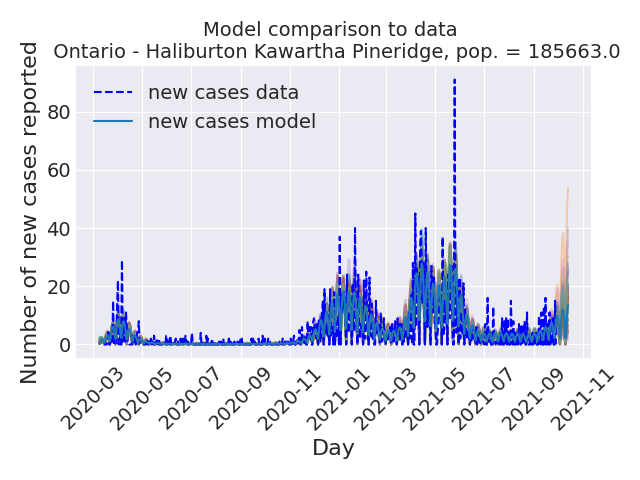 Model comparison to data
Ontario - Haliburton Kawartha Pineridge, pop. = 185663.0
Number of new cases reported
80
60
40
20
0
new cases data
new cases model
2020-03
2020-05
2020-07
2020-09
2020-11
2021-01
2021-03
2021-05
2021-07
2021-09
2021-11
Day